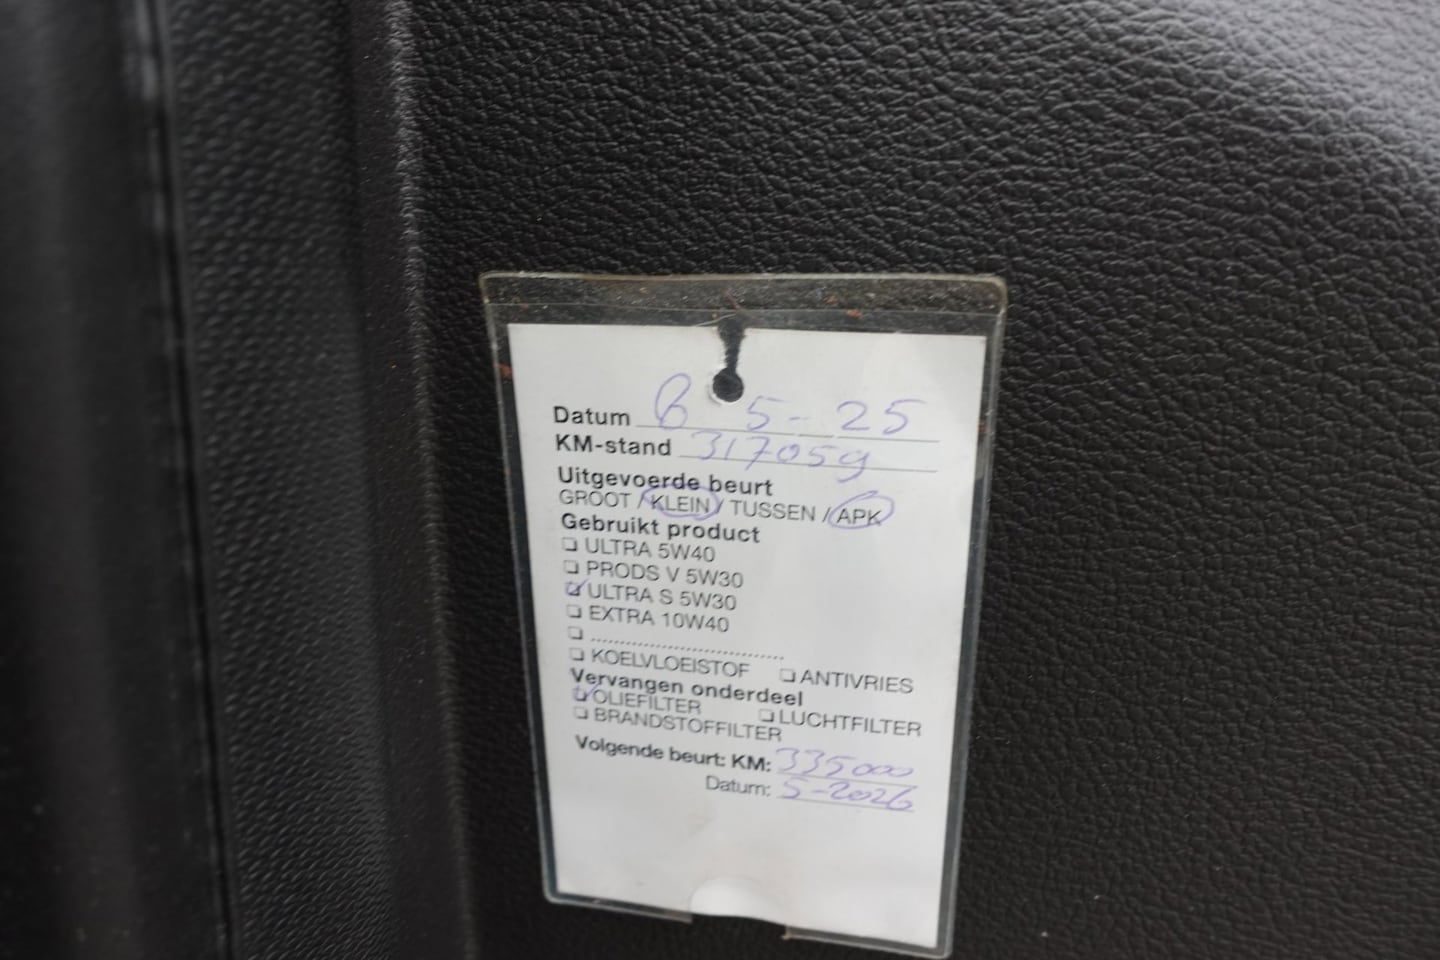 Datum 6 5-25
KM-stand 317059
Uitgevoerde beurt
GROOT / KLEIN / TUSSEN / APK
Gebruikt product
ULTRA 5W40
PRODS V 5W30
ULTRA S 5W30
EXTRA 10W40
....................................
KOELVLOEISTOF ANTIVRIES
Vervangen onderdeel
OLIEFILTER LUCHTFILTER
BRANDSTOFFILTER
Volgende beurt: KM: 335000
Datum: 5-2026